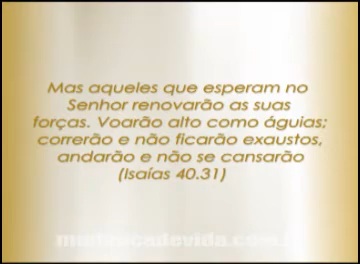 Mas aqueles que esperam no
Senhor renovarão as suas
forças. Voarão alto como águias;
correrão e não ficarão exaustos,
andarão e não se cansarão
(Isaías 40.31)